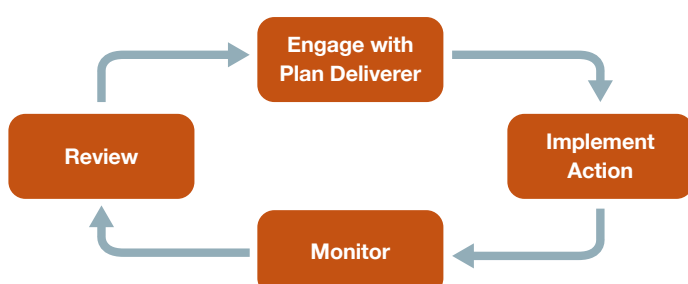 Engage with
Plan Deliverer
Review
Implement
Action
Monitor